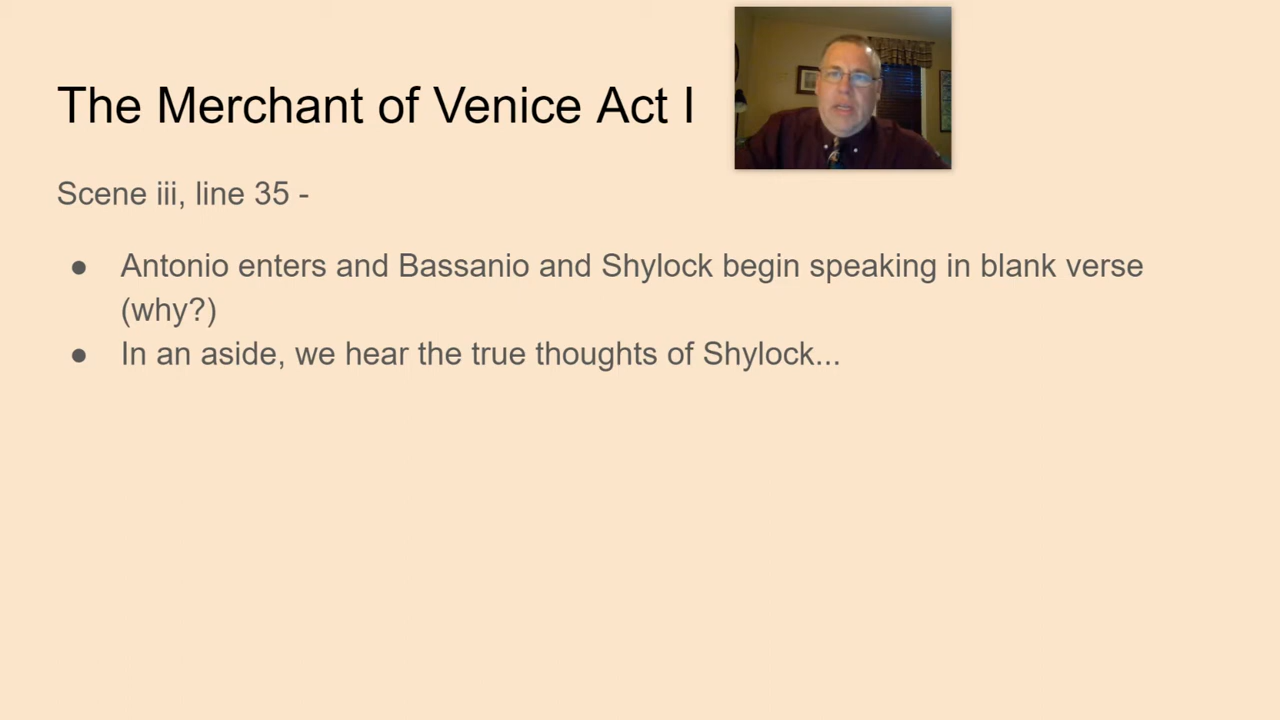 The Merchant of Venice Act I
Scene iii, line 35 -
● Antonio enters and Bassanio and Shylock begin speaking in blank verse
(why?)
● In an aside, we hear the true thoughts of Shylock...